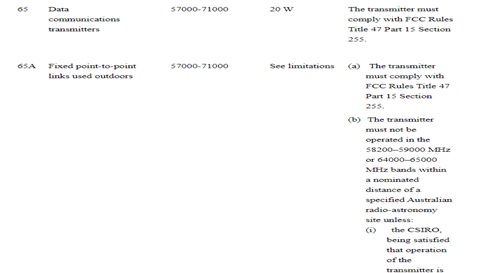 65 Data communications transmitters 57000-71000 20 W The transmitter must
comply with FCC Rules
Title 47 Part 15 Section
255.
65A Fixed point-to-point links used outdoors 57000-71000 See limitations (a) The transmitter
must comply with
FCC Rules Title 47
Part 15 Section
255.
(b) The transmitter
must not be
operated in the
58200–59000 MHz
or 64000–65000
MHz bands within
a nominated
distance of a
specified Australian
radio-astronomy
site unless:
(i) the CSIRO,
being satisfied
that operation
of the
transmitter is